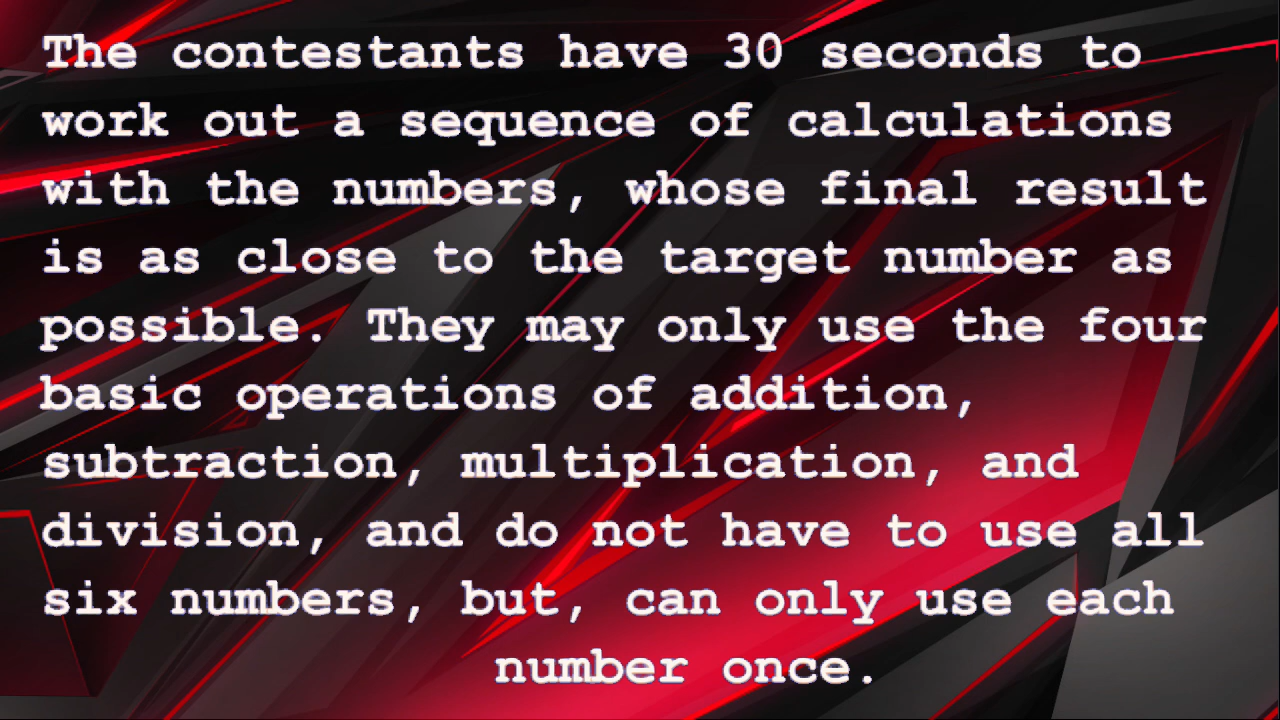 The contestants have 30 seconds to
work out a sequence of calculations
with the numbers, whose final result
is as close to the target number as
possible. They may only use the four
basic operations of addition,
subtraction, multiplication, and
division, and do not have to use all
six numbers, but, can only use each
number once.